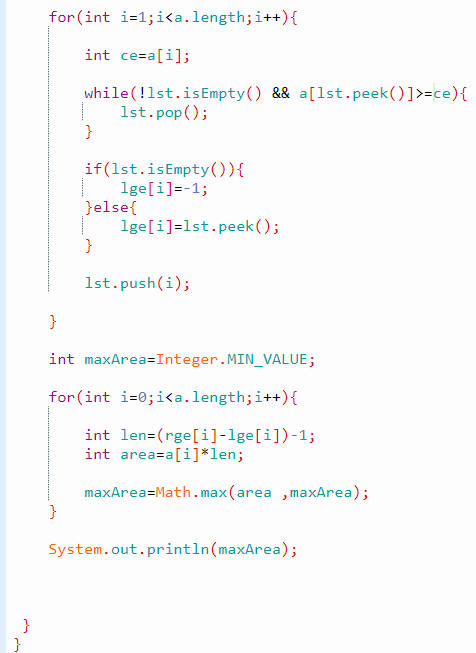 for(int i=1;i<a.length;i++){
int ce=a[i];
while(!lst.isEmpty() && a[lst.peek()]>=ce){
lst.pop();
}
if(lst.isEmpty()){
lge[i]=-1;
}else{
lge[i]=lst.peek();
}
lst.push(i);
}
int maxArea=Integer.MIN_VALUE;
for(int i=0;i<a.length;i++){
int len=(rge[i]-lge[i])-1;
int area=a[i]*len;
maxArea=Math.max(area ,maxArea);
}
System.out.println(maxArea);
}
}